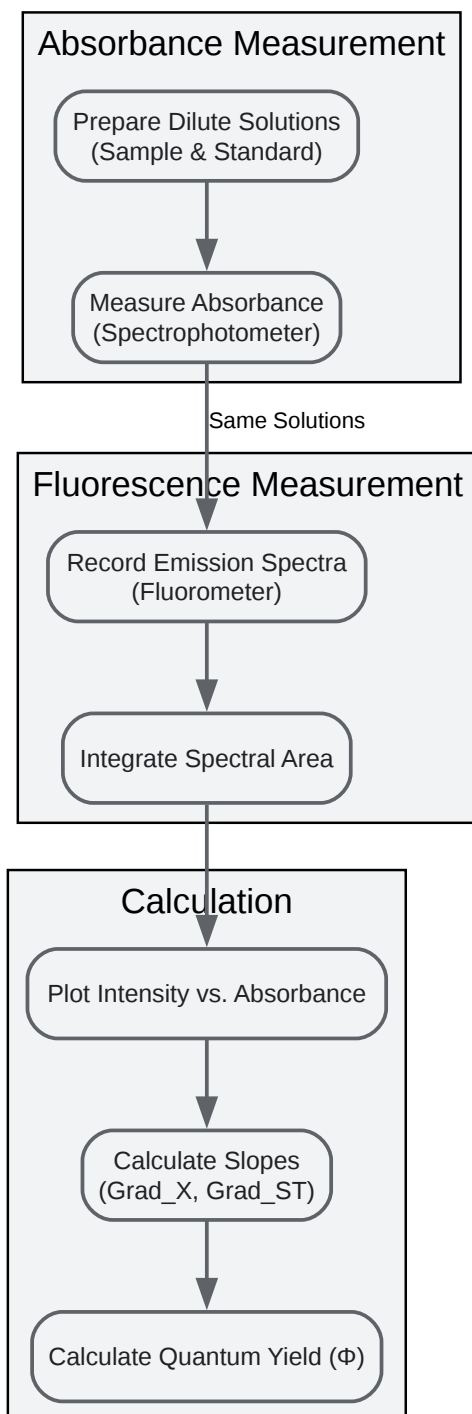 Absorbance Measurement
Prepare Dilute Solutions
(Sample & Standard)
Measure Absorbance
(Spectrophotometer)
Same Solutions
Fluorescence Measurement
Record Emission Spectra
(Fluorometer)
Integrate Spectral Area
Calculation
Plot Intensity vs. Absorbance
Calculate Slopes
(Grad_X, Grad_ST)
Calculate Quantum Yield (Φ)